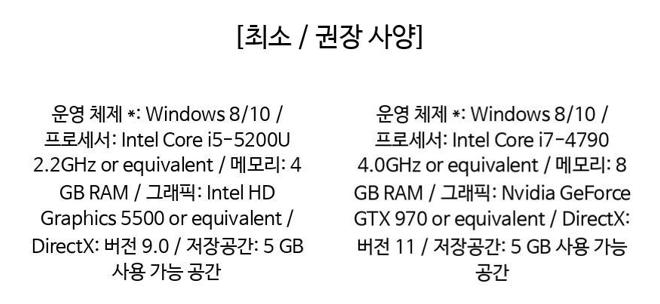 [최소 / 권장 사양]
운영 체제 *: Windows 8/10 /
프로세서: Intel Core i5-5200U
2.2GHz or equivalent / 메모리: 4
GB RAM / 그래픽: Intel HD
Graphics 5500 or equivalent /
DirectX: 버전 9.0 / 저장공간: 5 GB
사용 가능 공간
운영 체제 *: Windows 8/10 /
프로세서: Intel Core i7-4790
4.0GHz or equivalent / 메모리: 8
GB RAM / 그래픽: Nvidia GeForce
GTX 970 or equivalent / DirectX:
버전 11 / 저장공간: 5 GB 사용 가능
공간